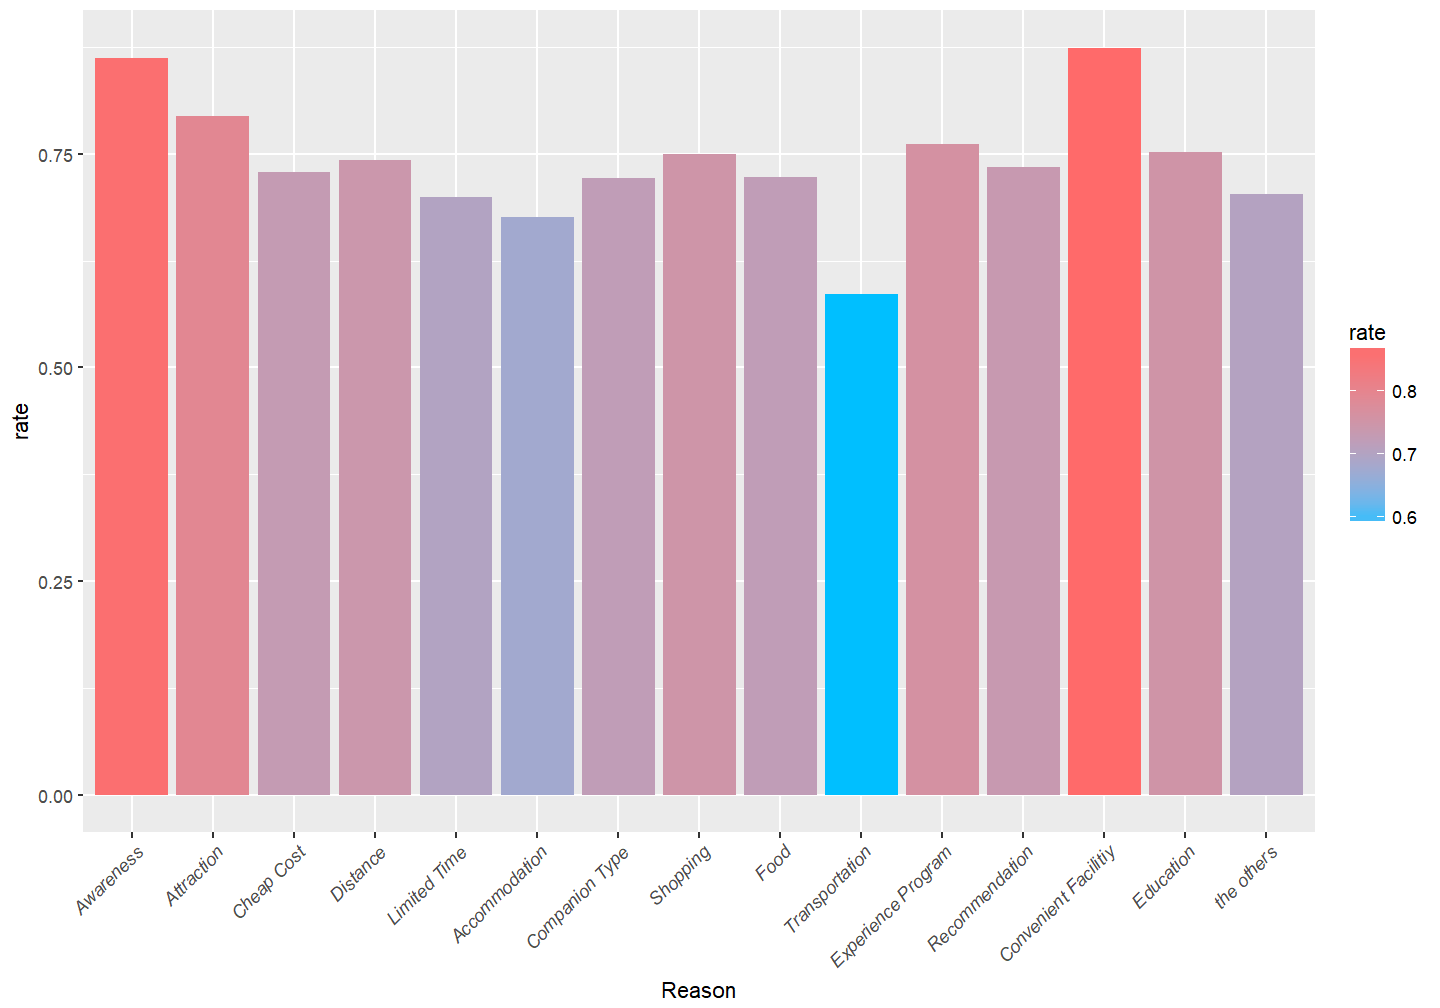 0.75
0.50
0.25
0.00
rate
Awareness
Attraction
Cheap Cost
Distance
Limited Time
Accommodation
Companion Type
Shopping
Food
Transportation
Experience Program
Recommendation
Convenient Facilitiy
Education
the others
Reason
rate
0.8
0.7
0.6